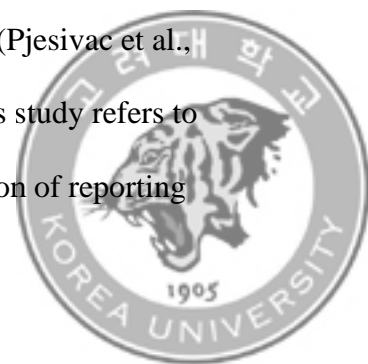 (Pjesivac et al.,
고려대학교
s study refers to
on of reporting
1905
KOREA UNIVERSITY